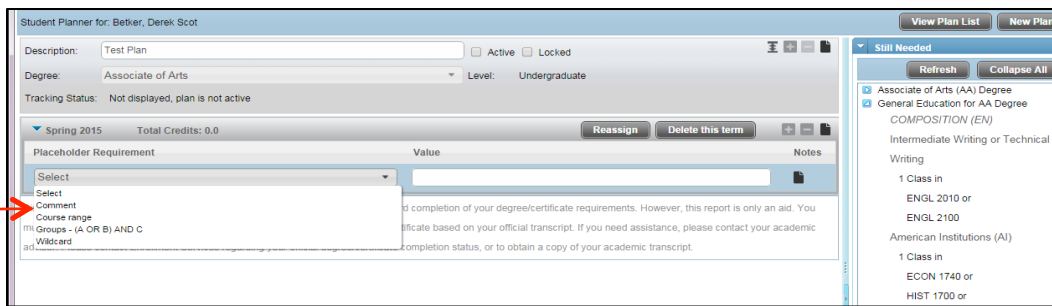 Student Planner for: Betker, Derek Scot
View Plan List
New Plan
Description:
Test Plan
Active
Locked
Degree:
Associate of Arts
Level:
Undergraduate
Tracking Status:
Not displayed, plan is not active
Spring 2015
Total Credits: 0.0
Reassign
Delete this term
Placeholder Requirement
Value
Notes
Select
Select
Comment
Course range
Groups - (A OR B) AND C
Wildcard
d completion of your degree/certificate requirements. However, this report is only an aid. You
tificate based on your official transcript. If you need assistance, please contact your academic
completion status, or to obtain a copy of your academic transcript.
Still Needed
Refresh
Collapse All
Associate of Arts (AA) Degree
General Education for AA Degree
COMPOSITION (EN)
Intermediate Writing or Technical
Writing
1 Class in
ENGL 2010 or
ENGL 2100
American Institutions (AI)
1 Class in
ECON 1740 or
HIST 1700 or